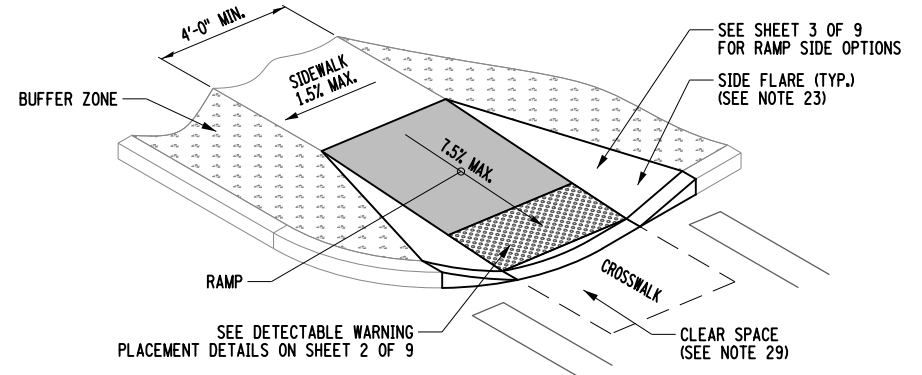 4'-0" MIN.
SIDEWALK
1.5% MAX.
BUFFER ZONE
SEE SHEET 3 OF 9
FOR RAMP SIDE OPTIONS
SIDE FLARE (TYP.)
(SEE NOTE 23)
7.5% MAX.
RAMP
CROSSWALK
SEE DETECTABLE WARNING
PLACEMENT DETAILS ON SHEET 2 OF 9
CLEAR SPACE
(SEE NOTE 29)